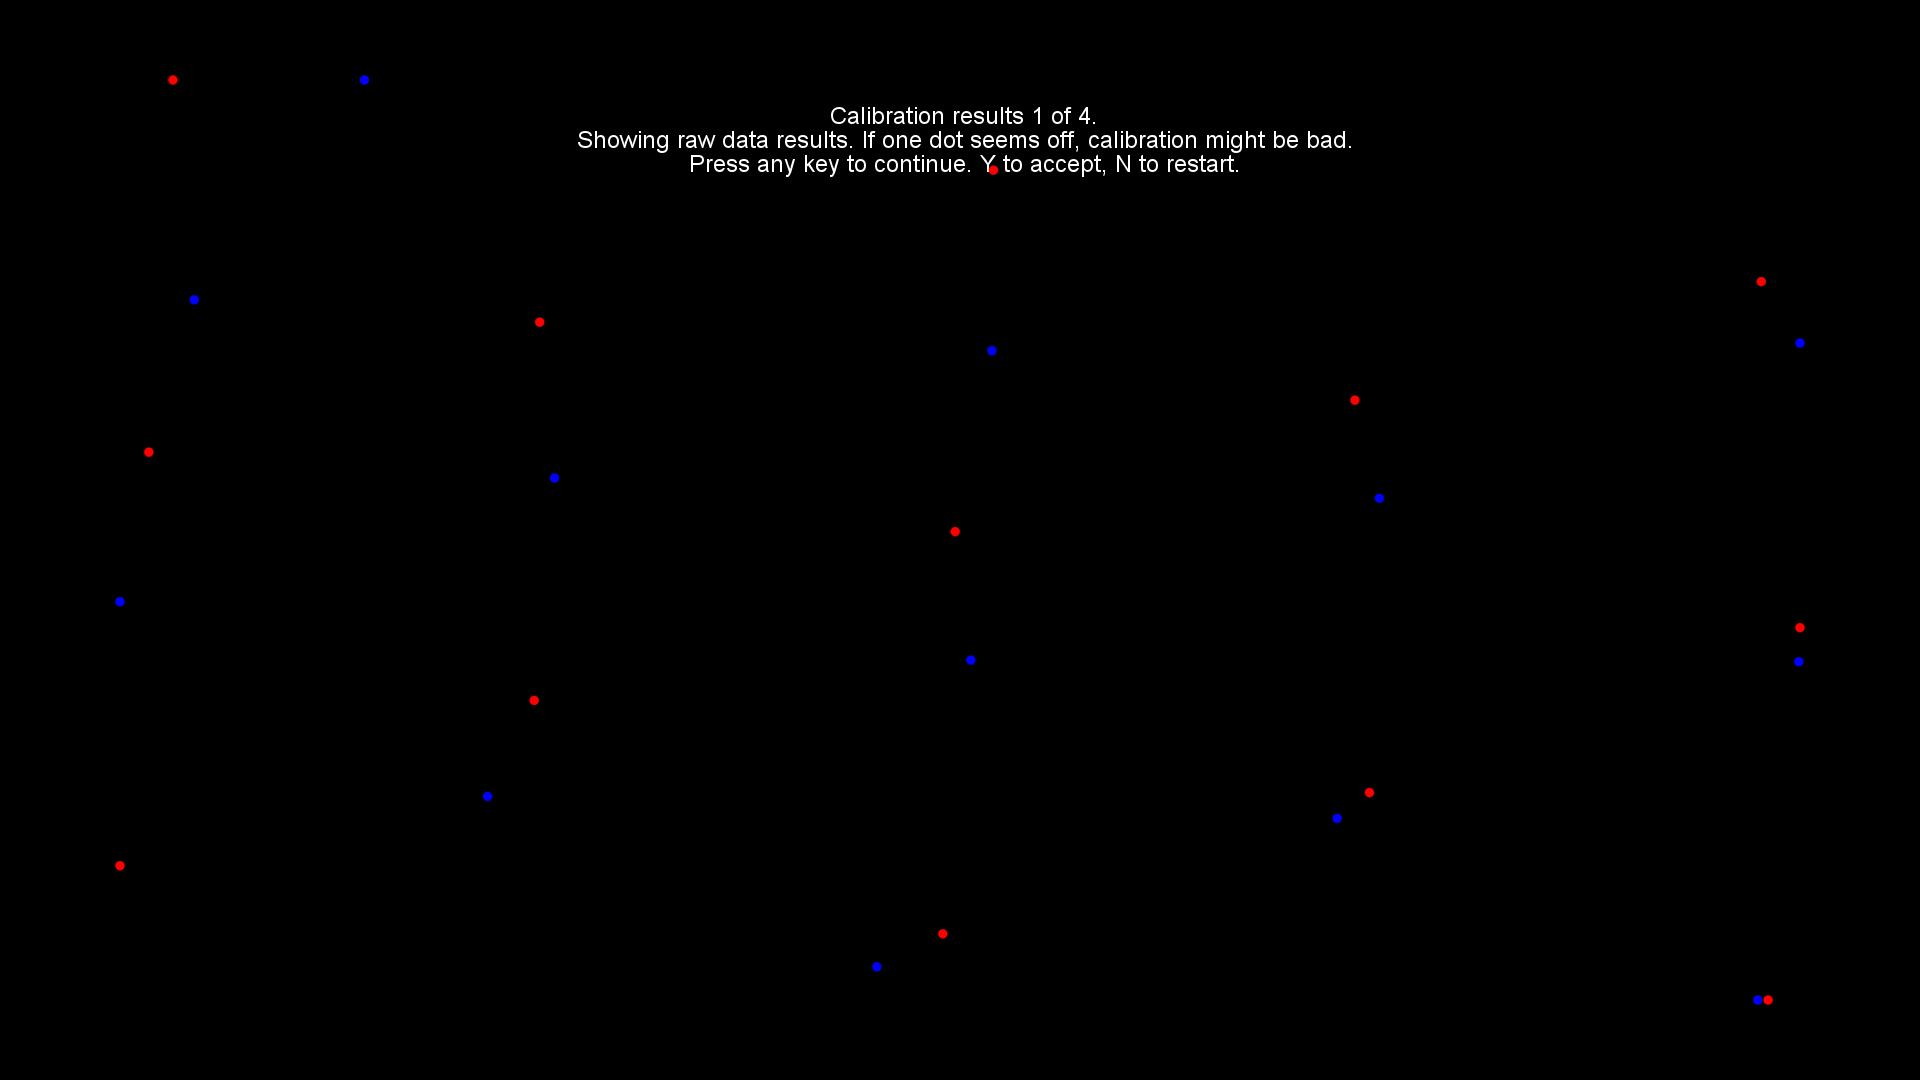 Calibration results 1 of 4.
Showing raw data results. If one dot seems off, calibration might be bad.
Press any key to continue. Y to accept, N to restart.